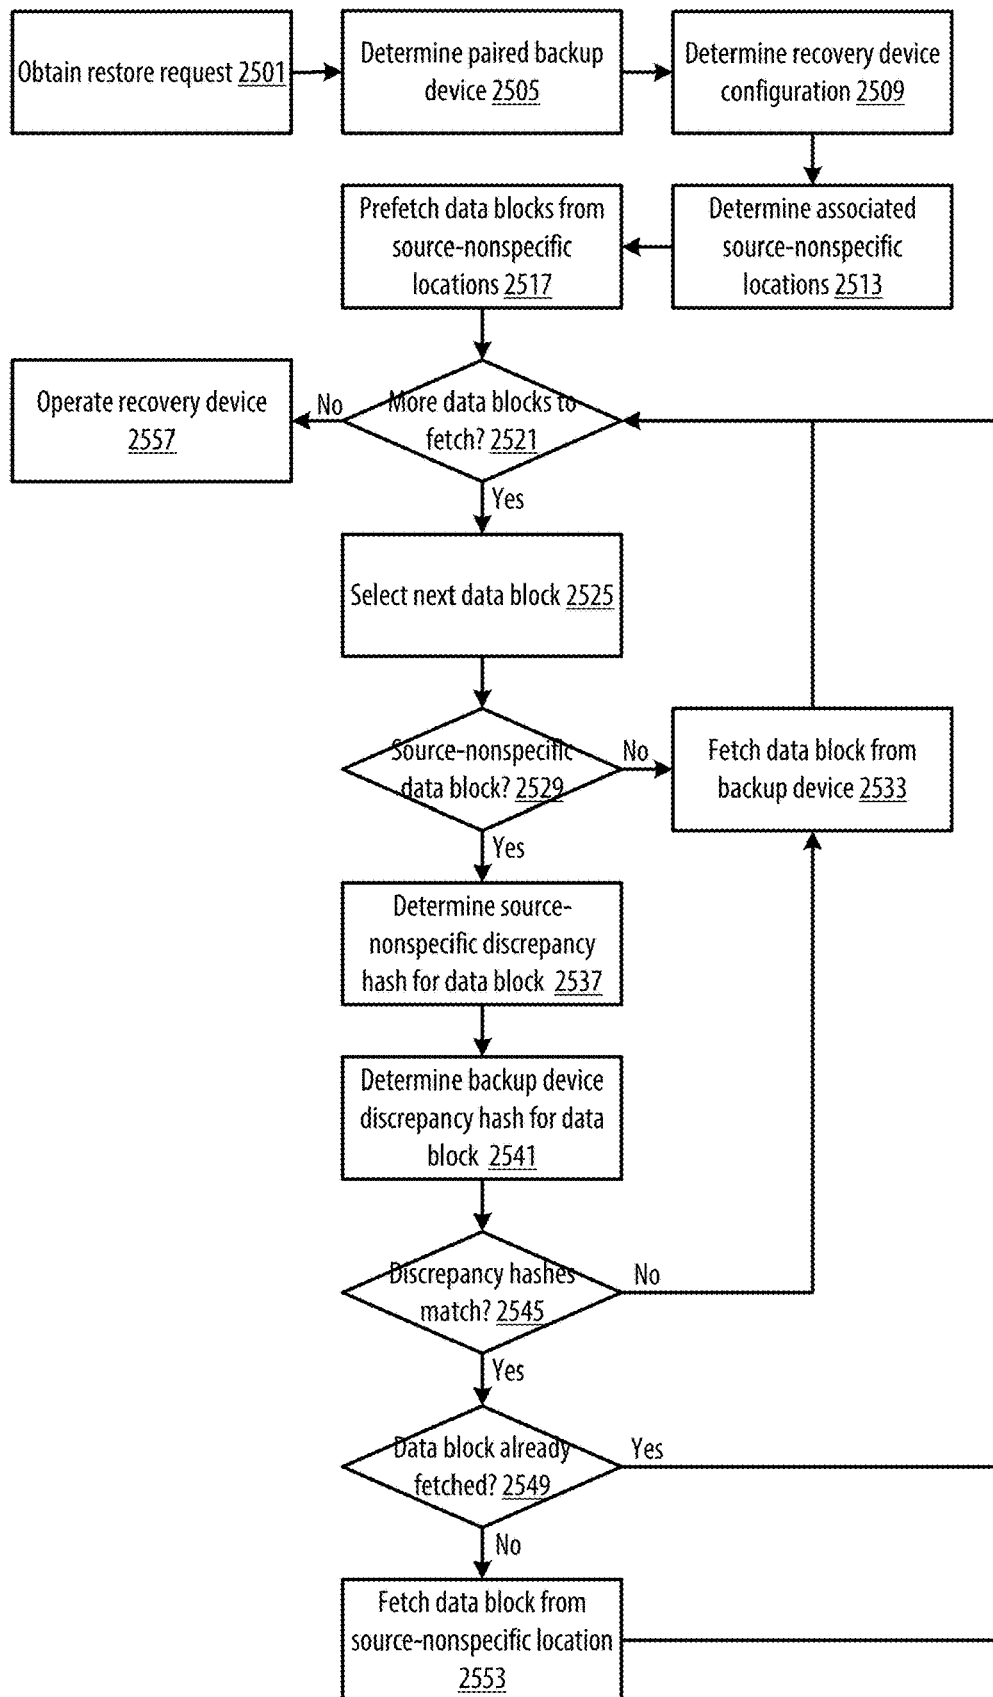 Obtain restore request 2501
Determine paired backup
device 2505
Determine recovery device
configuration 2509
Prefetch data blocks from
source-nonspecific
locations 2517
Determine associated
source-nonspecific
locations 2513
Operate recovery device
2557
No
More data blocks to
fetch? 2521
Yes
Select next data block 2525
Source-nonspecific
data block? 2529
No
Fetch data block from
backup device 2533
Yes
Determine source-
nonspecific discrepancy
hash for data block 2537
Determine backup device
discrepancy hash for data
block 2541
Discrepancy hashes
match? 2545
No
Yes
Data block already
fetched? 2549
Yes
No
Fetch data block from
source-nonspecific location
2553